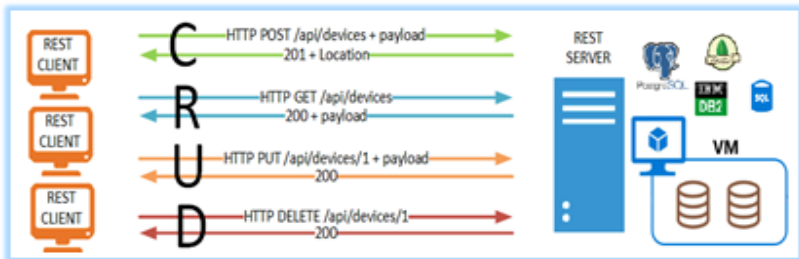 REST
CLIENT
REST
CLIENT
REST
CLIENT
C
HTTP POST /api/devices + payload
201 + Location
R
HTTP GET /api/devices
200 + payload
U
HTTP PUT /api/devices/1 + payload
200
D
HTTP DELETE /api/devices/1
200
REST
SERVER
PostgreSQL
IBM
DB2
SQL
VM